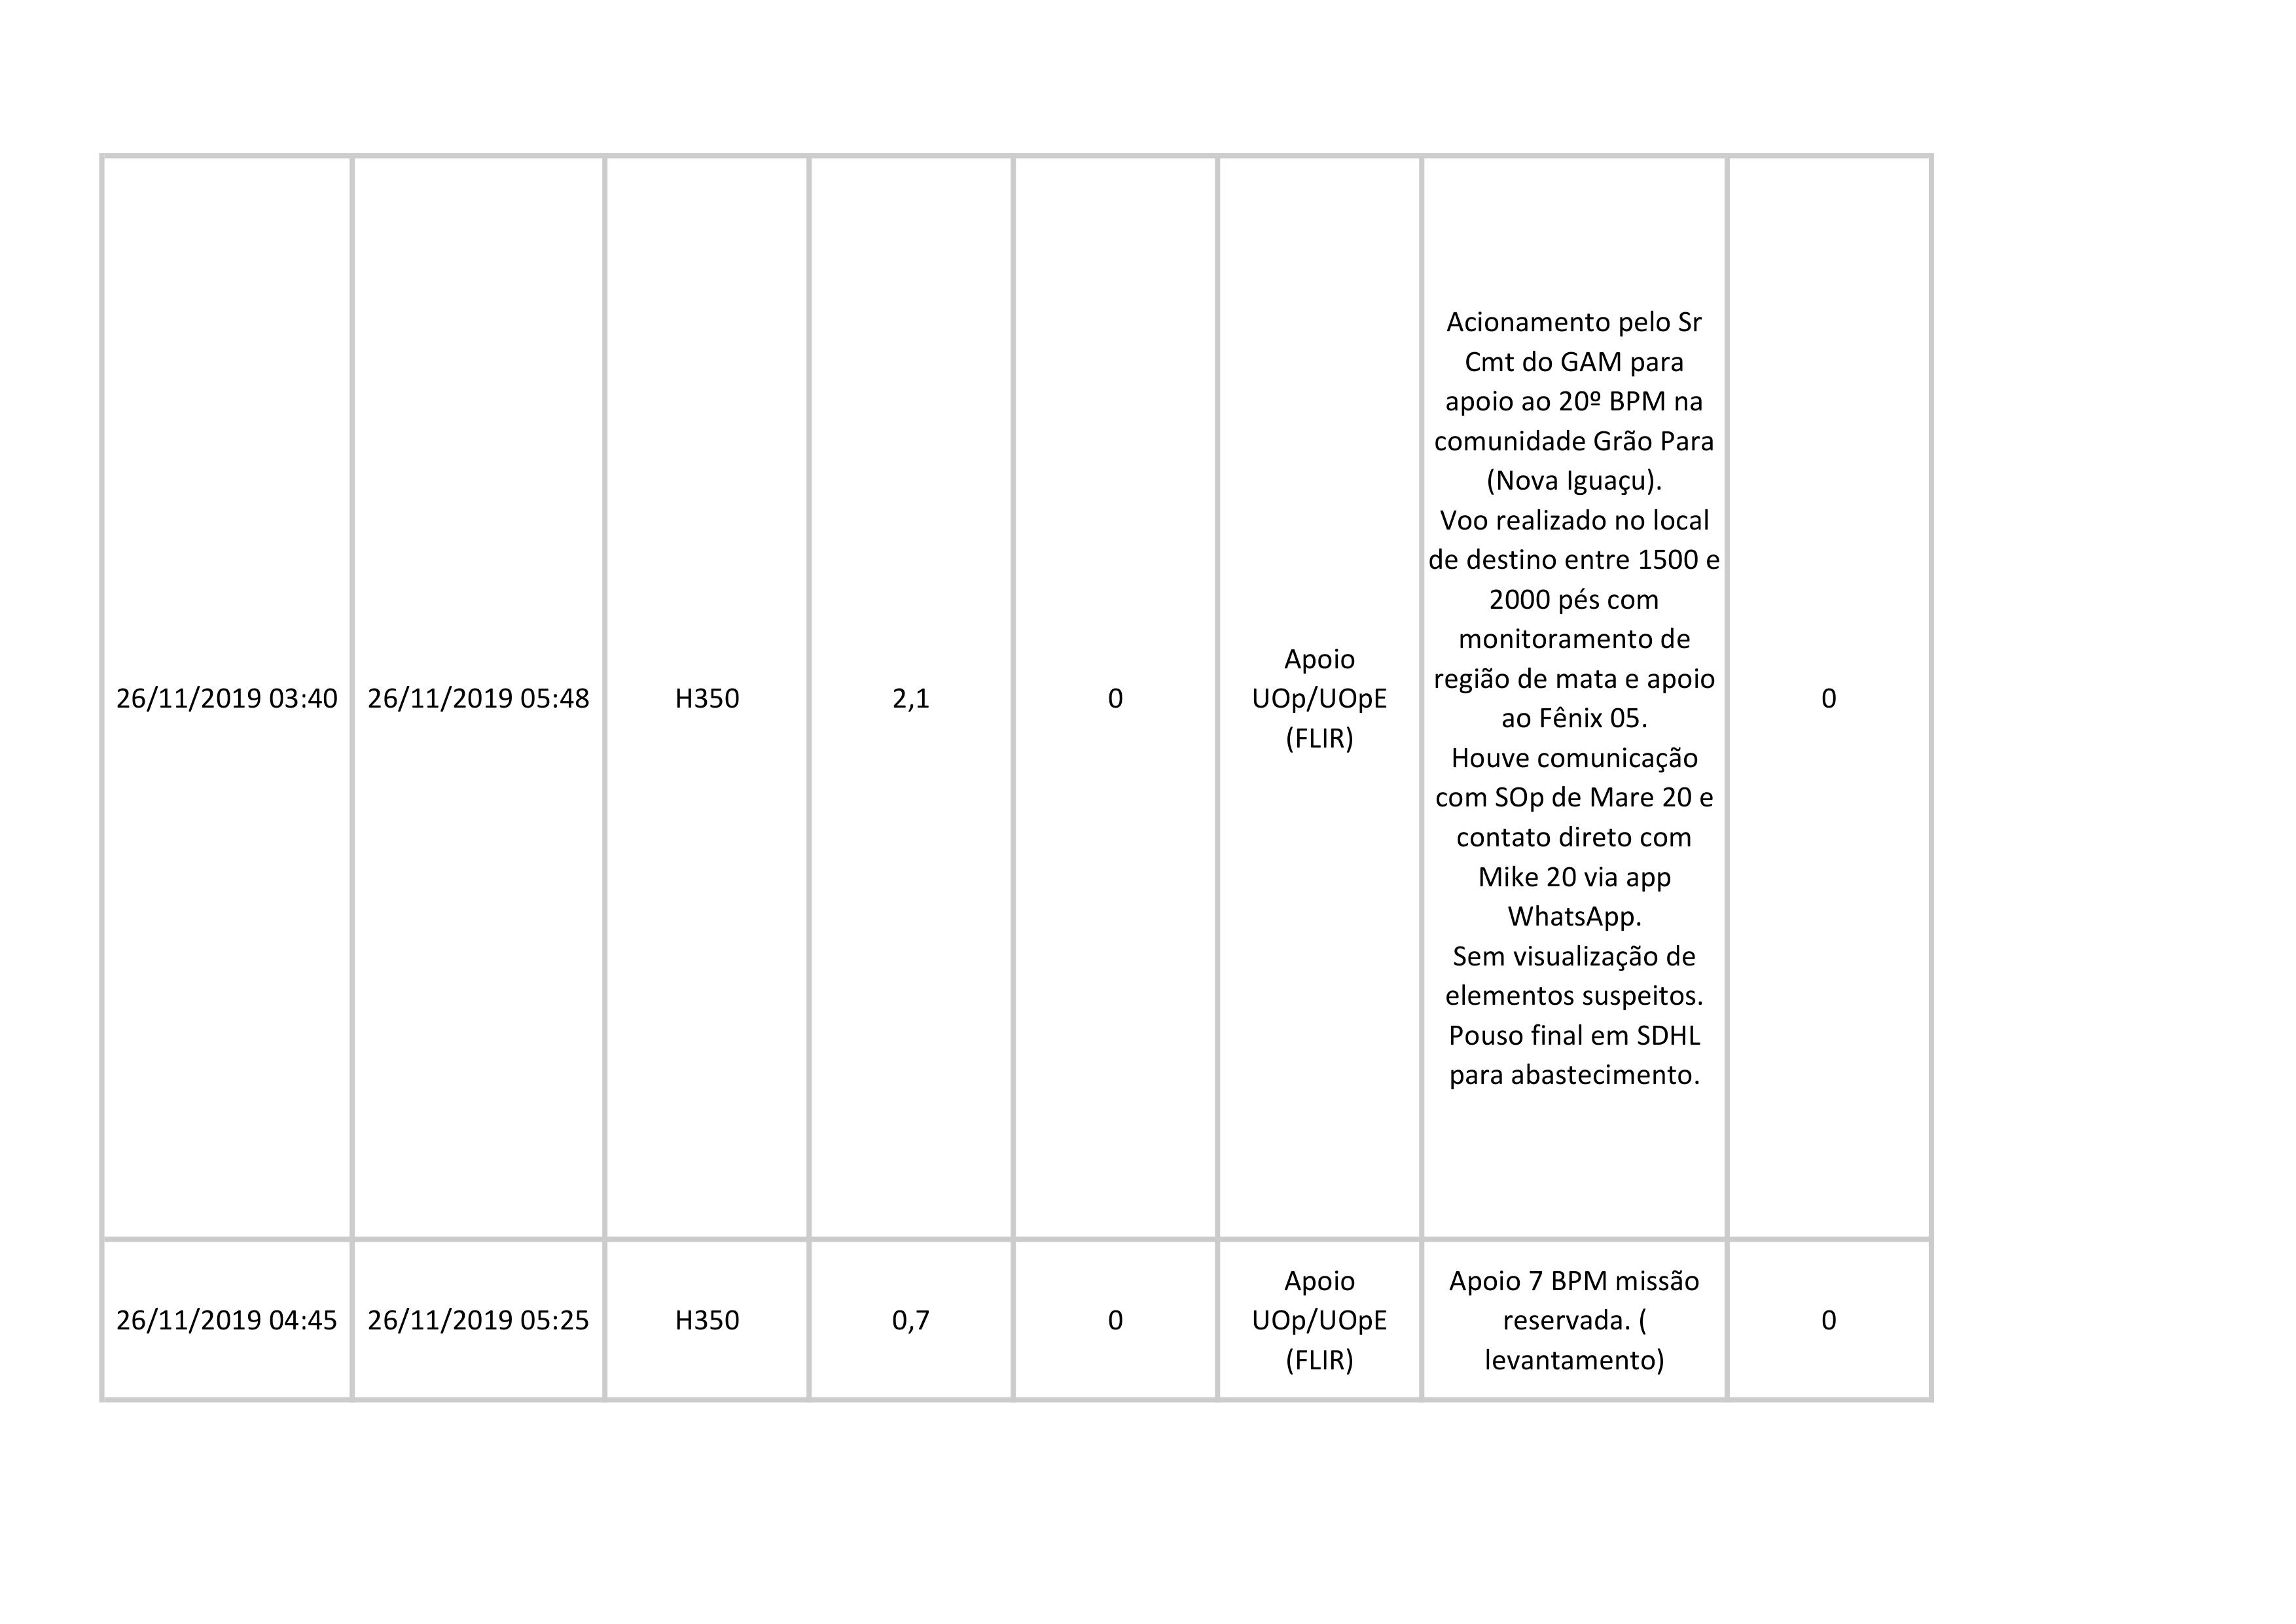 26/11/2019 03:40
26/11/2019 05:48
H350
2,1
0
Apoio
UOp/UOpE
(FLIR)
Acionamento pelo Sr
Cmt do GAM para
apoio ao 20º BPM na
comunidade Grão Para
(Nova Iguaçu).
Voo realizado no local
de destino entre 1500 e
2000 pés com
monitoramento de
região de mata e apoio
ao Fênix 05.
Houve comunicação
com SOp de Mare 20 e
contato direto com
Mike 20 via app
WhatsApp.
Sem visualização de
elementos suspeitos.
Pouso final em SDHL
para abastecimento.
0
26/11/2019 04:45
26/11/2019 05:25
H350
0,7
0
Apoio
UOp/UOpE
(FLIR)
Apoio 7 BPM missão
reservada. (
levantamento)
0